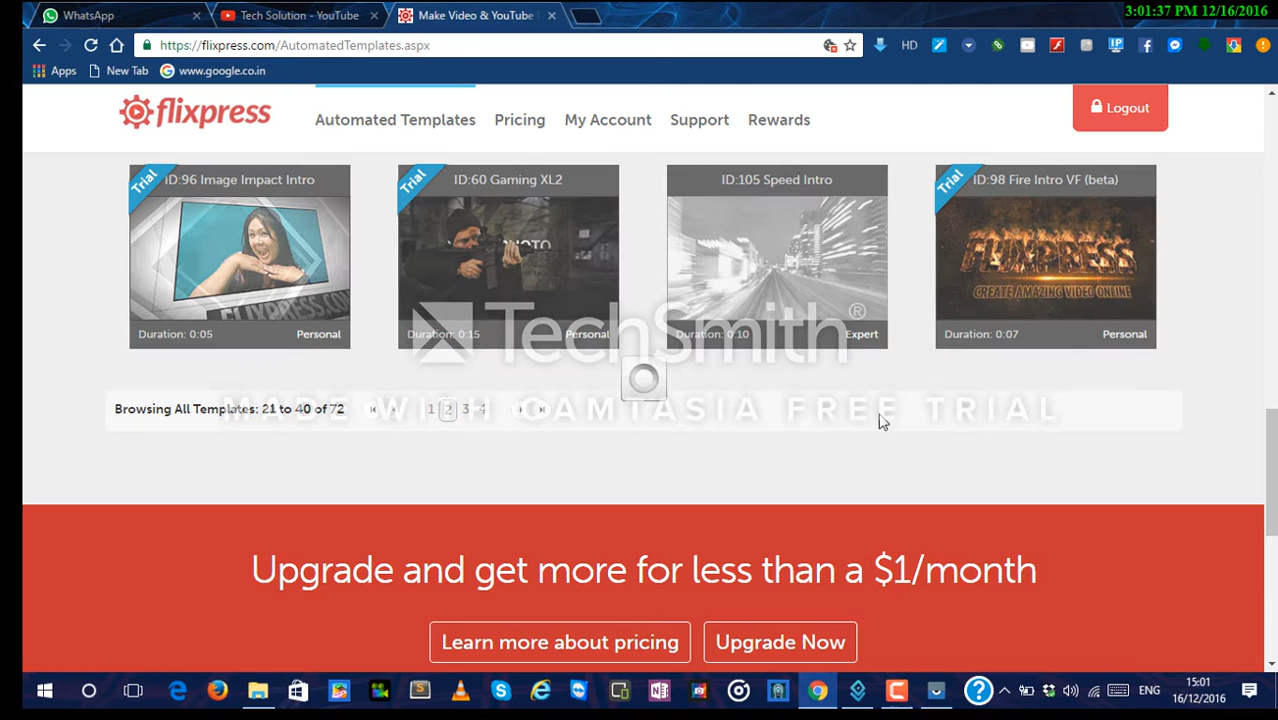 3:01:37 PM 12/16/2016
WhatsApp
Tech Solution - YouTube
Make Video & YouTube
https://flixpress.com/AutomatedTemplates.aspx
HD
IP
Apps
New Tab
www.google.co.in
flixpress
Automated Templates
Pricing
My Account
Support
Rewards
Logout
Trial
ID:96 Image Impact Intro
FLIXPRESS.COM
Duration: 0:05
Personal
Trial
ID:60 Gaming XL2
PHOTO
Duration: 0:15
Personal
ID:105 Speed Intro
Duration: 0:10
Expert
Trial
ID:98 Fire Intro VF (beta)
FLIXPRESS
CREATE AMAZING VIDEO ONLINE
Duration: 0:07
Personal
TechSmith®
MADE WITH CAMTASIA FREE TRIAL
Browsing All Templates: 21 to 40 of 72
1 2 3 4
Upgrade and get more for less than a $1/month
Learn more about pricing
Upgrade Now
ENG
15:01
16/12/2016